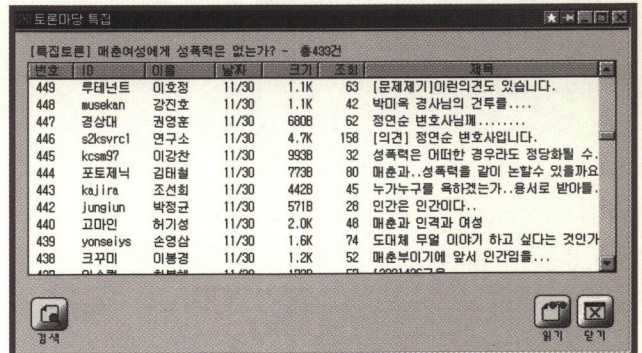 토론마당 특집
[특집토론] 매춘여성에게 성폭력은 없는가? - 총433건
번호 ID 이름 날짜 크기 조회 제목
449 루테넌트 이호정 11/30 1.1K 63 [문제제기]이런의견도 있습니다.
448 musekan 강진호 11/30 1.1K 42 박미옥 경사님의 건투를....
447 경상대 권영훈 11/30 680B 62 정연순 변호사님께........
446 s2ksvrc1 연구소 11/30 4.7K 158 [의견] 정연순 변호사입니다.
445 kcsm97 이강찬 11/30 993B 32 성폭력은 어떠한 경우라도 정당화될 수.
444 포토제닉 김태철 11/30 773B 80 매춘과..성폭력을 같이 논할수 있을까요
443 kajira 조선희 11/30 442B 45 누가누구를 욕하겠는가..용서로 받아들.
442 jungiun 박정균 11/30 571B 28 인간은 인간이다..
440 고마인 허기성 11/30 2.0K 48 매춘과 인격과 여성
439 yonseiys 손영삼 11/30 1.6K 74 도대체 무얼 이야기 하고 싶다는 것인가
438 크꾸미 이봉경 11/30 1.2K 52 매춘부이기에 앞서 인간임을...
검색 읽기 닫기